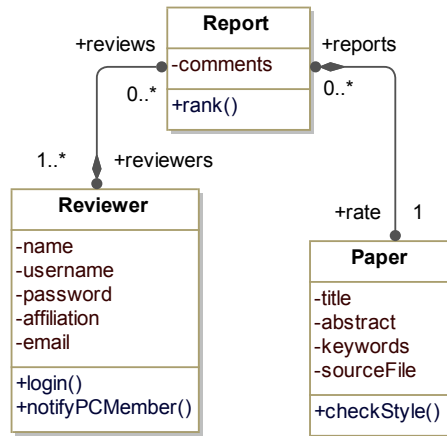 Report
-comments
+rank()
+reviews
0..*
+reports
0..*
1..*
+reviewers
+rate
1
Reviewer
-name
-username
-password
-affiliation
-email
+login()
+notifyPCMember()
Paper
-title
-abstract
-keywords
-sourceFile
+checkStyle()